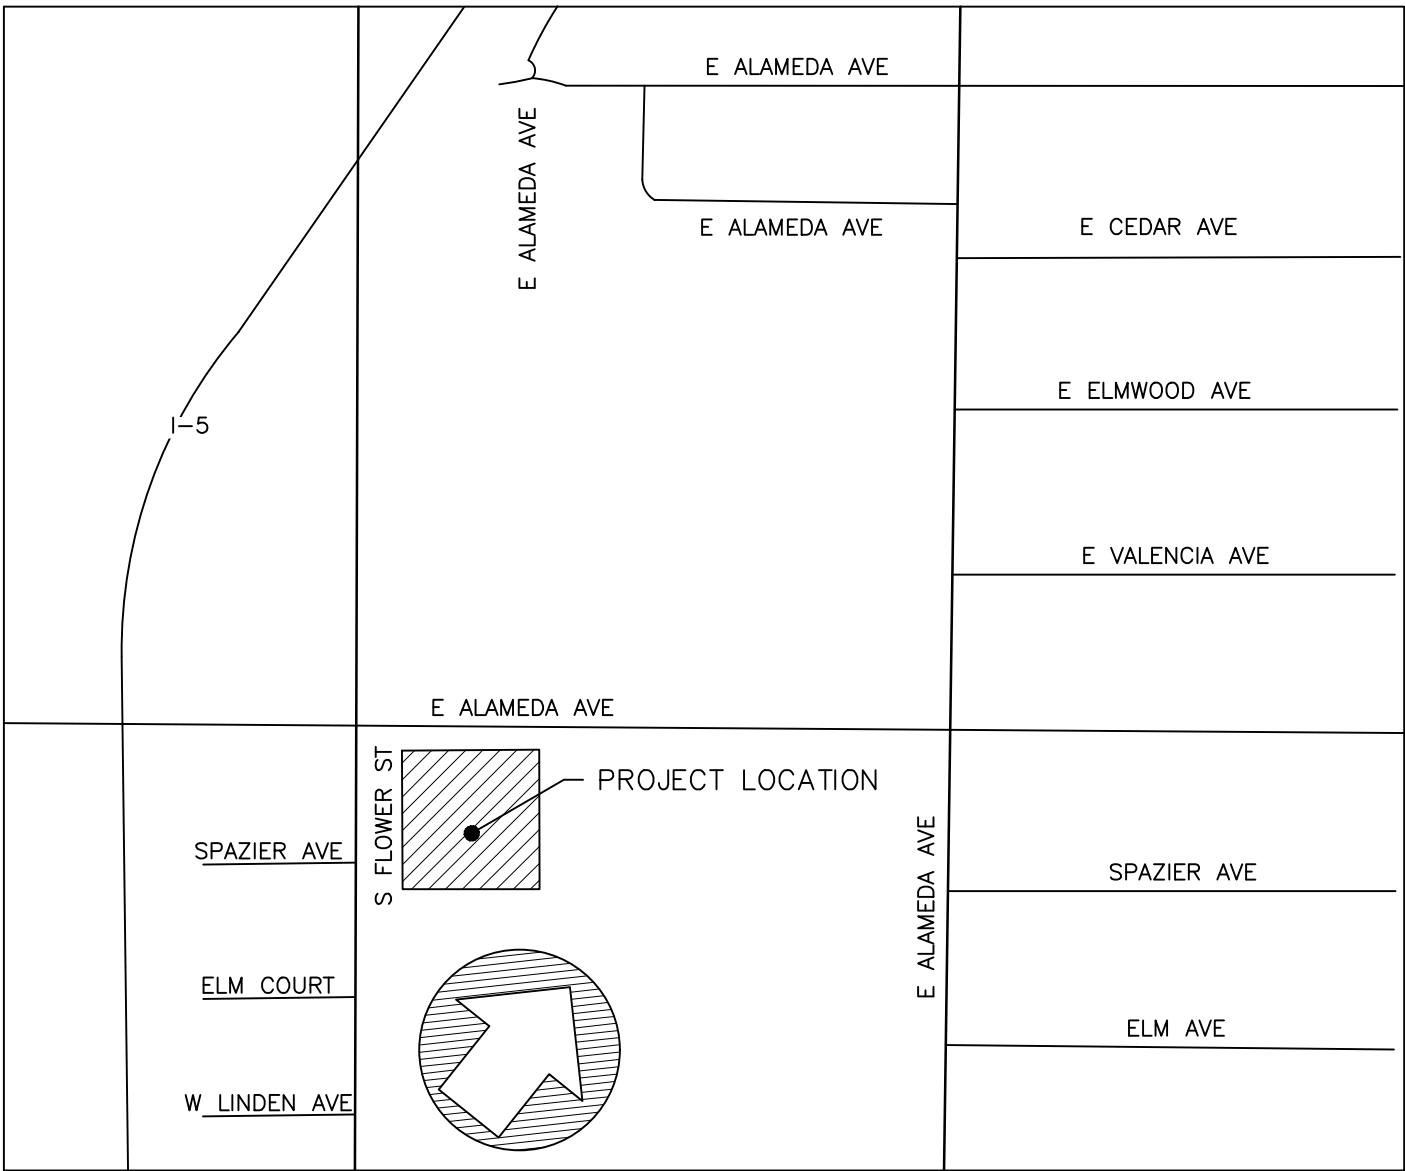 E ALAMEDA AVE
E ALAMEDA AVE
E ALAMEDA AVE
E CEDAR AVE
E ELMWOOD AVE
I-5
E VALENCIA AVE
E ALAMEDA AVE
S FLOWER ST
PROJECT LOCATION
SPAZIER AVE
E ALAMEDA AVE
SPAZIER AVE
ELM COURT
ELM AVE
W LINDEN AVE